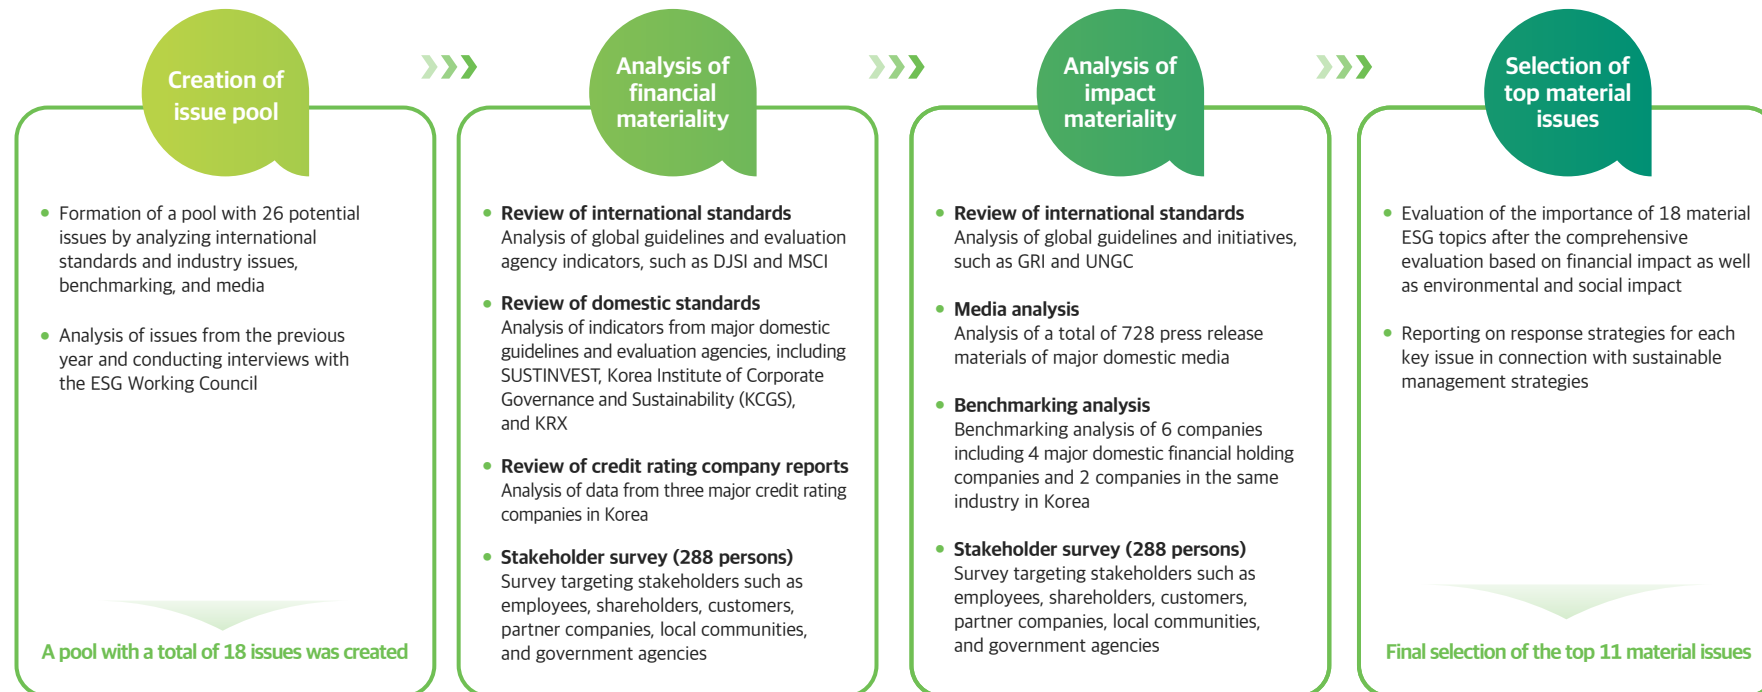 Creation of
issue pool
Formation of a pool with 26 potential
issues by analyzing international
standards and industry issues,
benchmarking, and media
Analysis of issues from the previous
year and conducting interviews with
the ESG Working Council
A pool with a total of 18 issues was created
Analysis of
financial
materiality
Review of international standards
Analysis of global guidelines and evaluation
agency indicators, such as DJSI and MSCI
Review of domestic standards
Analysis of indicators from major domestic
guidelines and evaluation agencies, including
SUSTINVEST, Korea Institute of Corporate
Governance and Sustainability (KCGS),
and KRX
Review of credit rating company reports
Analysis of data from three major credit rating
companies in Korea
Stakeholder survey (288 persons)
Survey targeting stakeholders such as
employees, shareholders, customers,
partner companies, local communities,
and government agencies
Analysis of
impact
materiality
Review of international standards
Analysis of global guidelines and initiatives,
such as GRI and UNGC
Media analysis
Analysis of a total of 728 press release
materials of major domestic media
Benchmarking analysis
Benchmarking analysis of 6 companies
including 4 major domestic financial holding
companies and 2 companies in the same
industry in Korea
Stakeholder survey (288 persons)
Survey targeting stakeholders such as
employees, shareholders, customers,
partner companies, local communities,
and government agencies
Selection of
top material
issues
Evaluation of the importance of 18 material
ESG topics after the comprehensive
evaluation based on financial impact as well
as environmental and social impact
Reporting on response strategies for each
key issue in connection with sustainable
management strategies
Final selection of the top 11 material issues